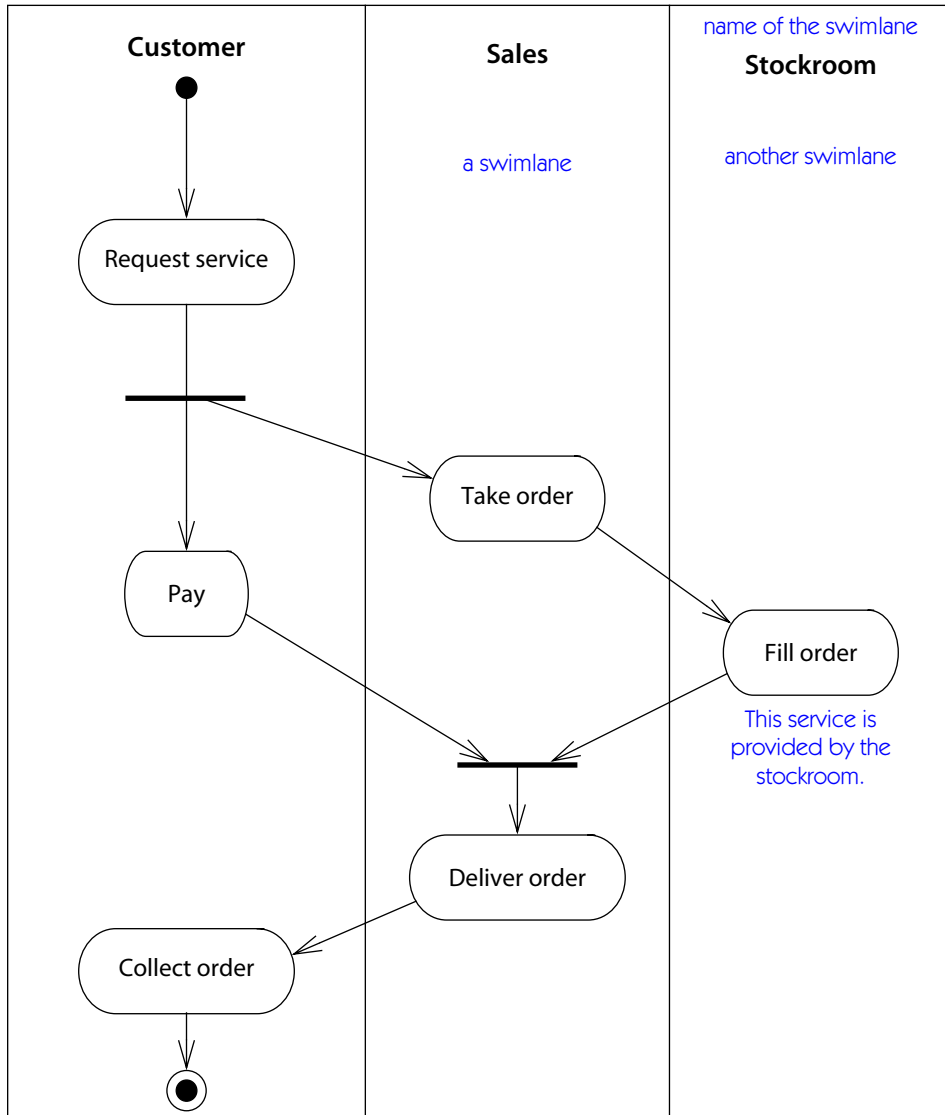 name of the swimlane
Customer
Sales
Stockroom
a swimlane
another swimlane
Request service
Take order
Pay
Fill order
This service is
provided by the
stockroom.
Deliver order
Collect order